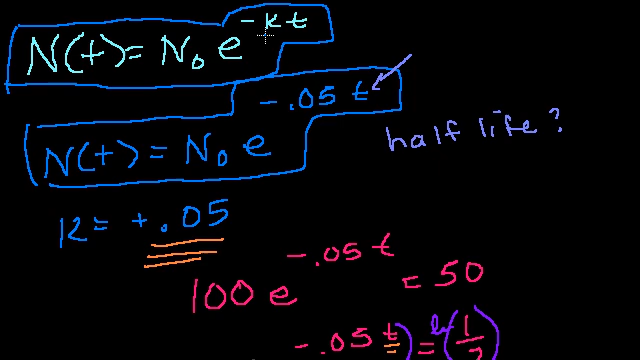 N(t) = N₀ e^(-kt)
N(t) = N₀ e^(-.05 t)
half life?
k = +.05
100 e^(-.05 t) = 50
-.05 t) = ln(1/2)